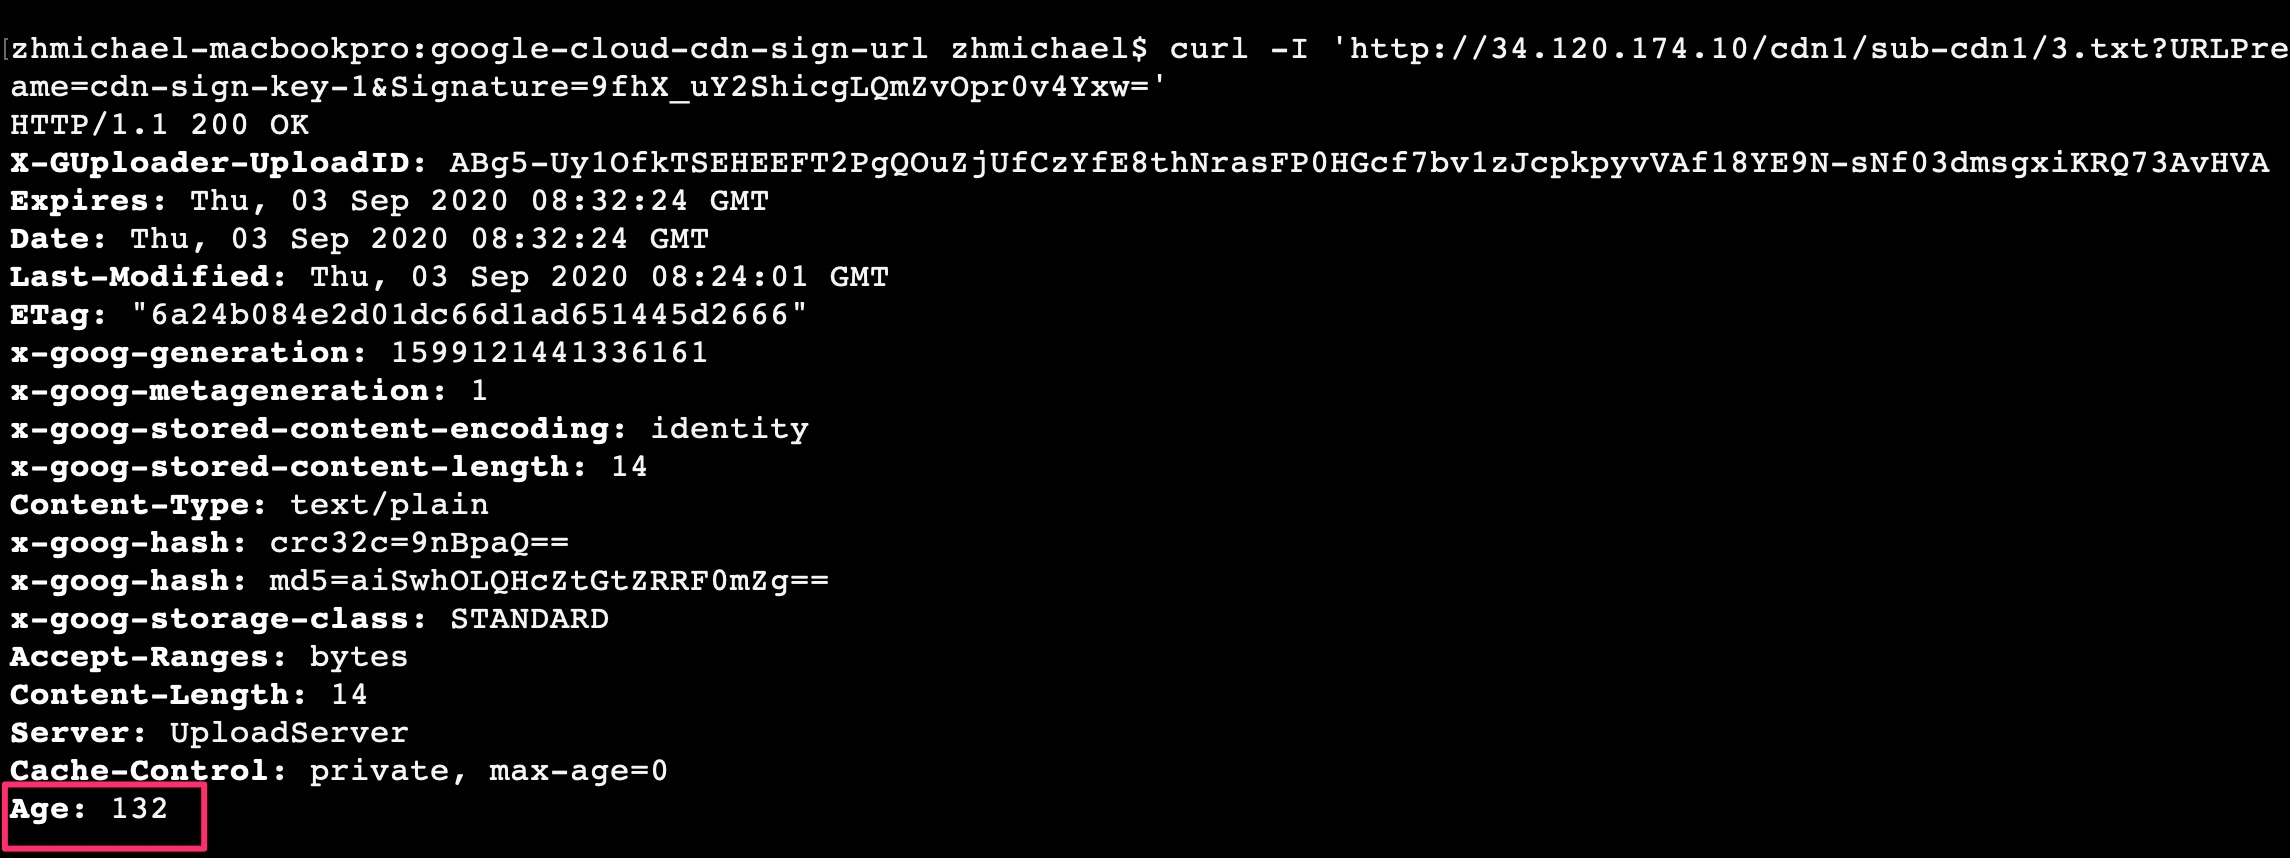 zhmichael-macbookpro:google-cloud-cdn-sign-url zhmichael$ curl -I 'http://34.120.174.10/cdn1/sub-cdn1/3.txt?URLPre
ame=cdn-sign-key-1&Signature=9fhX_uY2ShicgLQmZvOpr0v4Yxw='
HTTP/1.1 200 OK
X-GUploader-UploadID: ABg5-Uy1OfkTSEHEEFT2PgQOuZjUfCzYfE8thNrasFP0HGcf7bv1zJcpkpyvVAf18YE9N-sNf03dmsgxiKRQ73AvHVA
Expires: Thu, 03 Sep 2020 08:32:24 GMT
Date: Thu, 03 Sep 2020 08:32:24 GMT
Last-Modified: Thu, 03 Sep 2020 08:24:01 GMT
ETag: "6a24b084e2d01dc66d1ad651445d2666"
x-goog-generation: 1599121441336161
x-goog-metageneration: 1
x-goog-stored-content-encoding: identity
x-goog-stored-content-length: 14
Content-Type: text/plain
x-goog-hash: crc32c=9nBpaQ==
x-goog-hash: md5=aiSwhOLQHcZtGtZRRF0mZg==
x-goog-storage-class: STANDARD
Accept-Ranges: bytes
Content-Length: 14
Server: UploadServer
Cache-Control: private, max-age=0
Age: 132